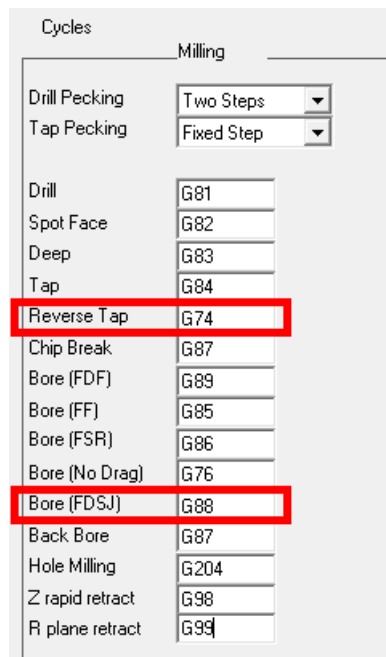 Cycles
Milling
Drill Pecking Two Steps
Tap Pecking Fixed Step
Drill G81
Spot Face G82
Deep G83
Tap G84
Reverse Tap G74
Chip Break G87
Bore (FDF) G89
Bore (FF) G85
Bore (FSR) G86
Bore (No Drag) G76
Bore (FDSJ) G88
Back Bore G87
Hole Milling G204
Z rapid retract G98
R plane retract G99